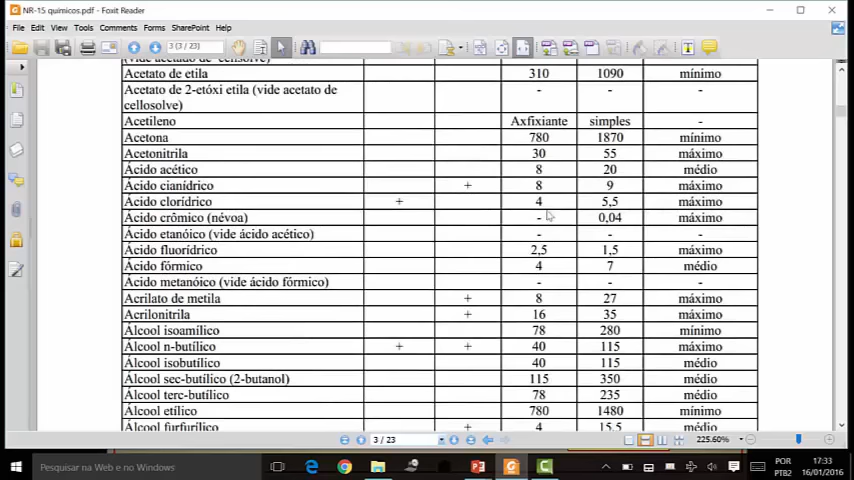 NR-15 quimicos.pdf - Foxit Reader
File Edit View Tools Comments Forms SharePoint Help
3 (3 / 23)
(vide acetato de cellsolve)
Acetato de etila 310 1090 mínimo
Acetato de 2-etóxi etila (vide acetato de
cellosolve) - - -
Acetileno Axfixiante simples -
Acetona 780 1870 mínimo
Acetonitrila 30 55 máximo
Ácido acético 8 20 médio
Ácido cianídrico + 8 9 máximo
Ácido clorídrico + 4 5,5 máximo
Ácido crômico (névoa) - 0,04 máximo
Ácido etanóico (vide ácido acético) - - -
Ácido fluorídrico 2,5 1,5 máximo
Ácido fórmico 4 7 médio
Ácido metanóico (vide ácido fórmico) - - -
Acrilato de metila + 8 27 máximo
Acrilonitrila + 16 35 máximo
Álcool isoamílico 78 280 mínimo
Álcool n-butílico + + 40 115 máximo
Álcool isobutílico 40 115 médio
Álcool sec-butílico (2-butanol) 115 350 médio
Álcool terc-butílico 78 235 médio
Álcool etílico 780 1480 mínimo
Álcool furfurílico + 4 15,5 médio
3 / 23
225.60%
Pesquisar na Web e no Windows
POR 17:33
PTB2 16/01/2016